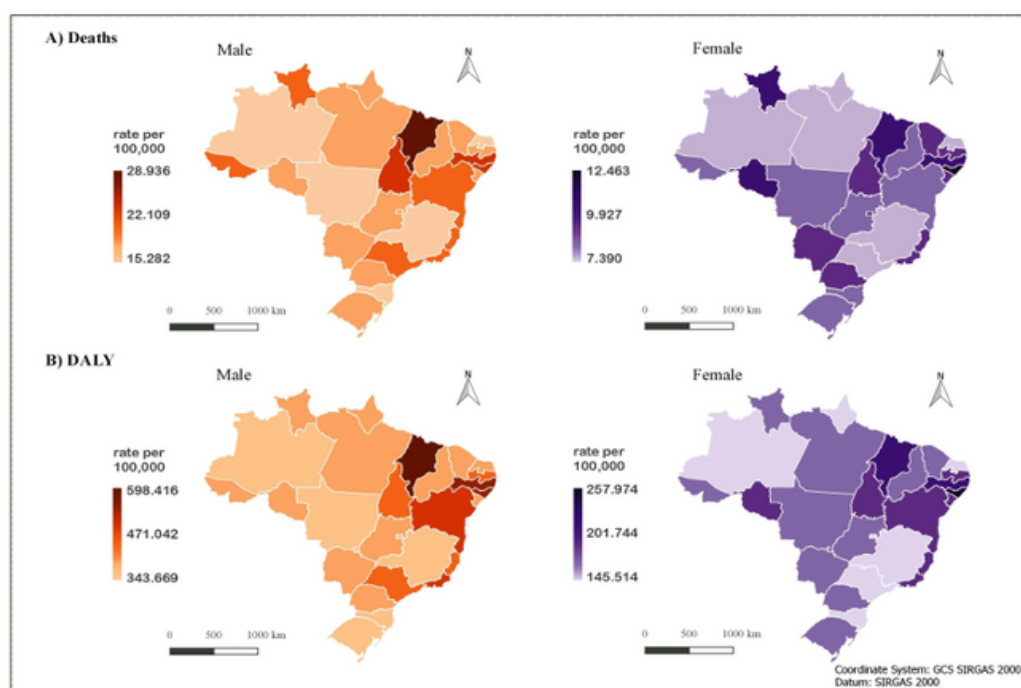 A) Deaths
Male
N
rate per
100,000
28.936
22.109
15.282
0 500 1000 km
Female
N
rate per
100,000
12.463
9.927
7.390
0 500 1000 km
B) DALY
Male
N
rate per
100,000
598.416
471.042
343.669
0 500 1000 km
Female
N
rate per
100,000
257.974
201.744
145.514
0 500 1000 km
Coordinate System: GCS SIRGAS 2000
Datum: SIRGAS 2000